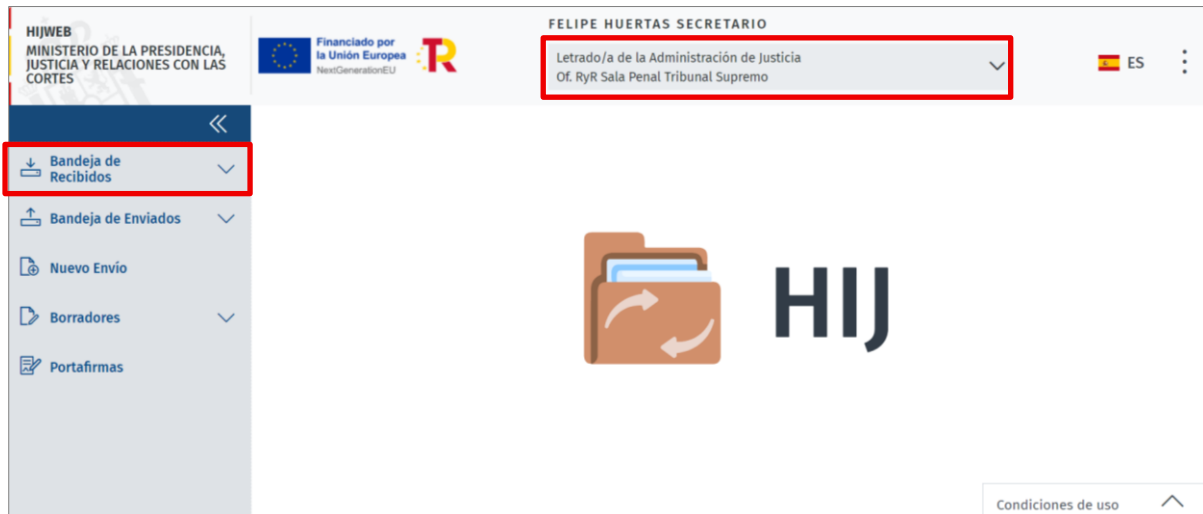 HIJWEB
MINISTERIO DE LA PRESIDENCIA,
JUSTICIA Y RELACIONES CON LAS
CORTES
Financiado por
la Unión Europea
NextGenerationEU
R
FELIPE HUERTAS SECRETARIO
Letrado/a de la Administración de Justicia
Of. RyR Sala Penal Tribunal Supremo
ES
Bandeja de
Recibidos
Bandeja de Enviados
Nuevo Envío
Borradores
Portafirmas
HIJ
Condiciones de uso